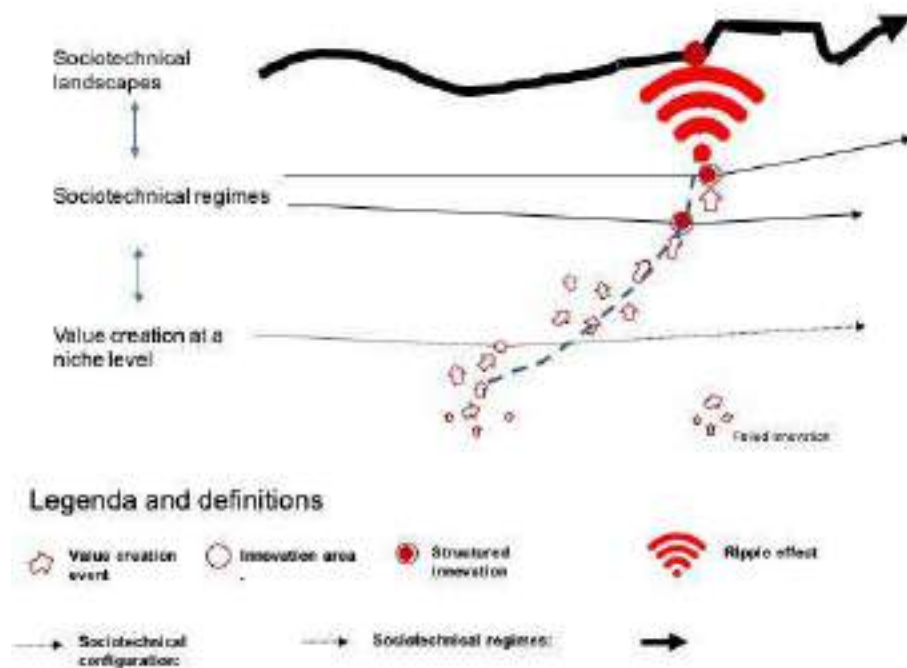 Sociotechnical
landscapes
Sociotechnical regimes
Value creation at a
niche level
Failed innovation
Legenda and definitions
Value creation
event
Innovation area
.
Structured
innovation
Ripple effect
Sociotechnical
configuration:
Sociotechnical regimes: